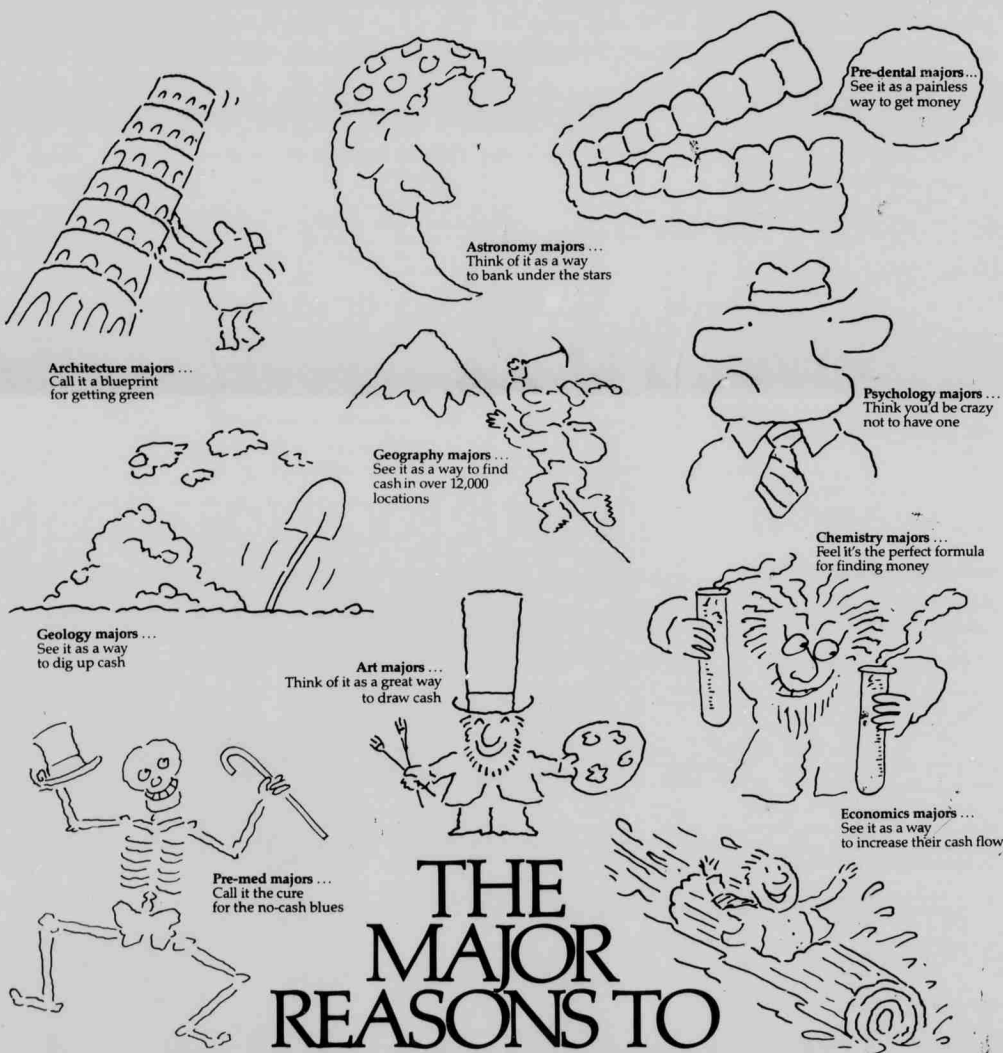 Pre-dental majors...
See it as a painless
way to get money
Astronomy majors ...
Think of it as a way
to bank under the stars
Architecture majors ...
Call it a blueprint
for getting green
Psychology majors ...
Think you'd be crazy
not to have one
Geography majors ...
See it as a way to find
cash in over 12,000
locations
Chemistry majors ...
Feel it's the perfect formula
for finding money
Geology majors ...
See it as a way
to dig up cash
Art majors ...
Think of it as a great way
to draw cash
Economics majors ...
See it as a way
to increase their cash flow
Pre-med majors ...
Call it the cure
for the no-cash blues
THE
MAJOR
REASONS TO